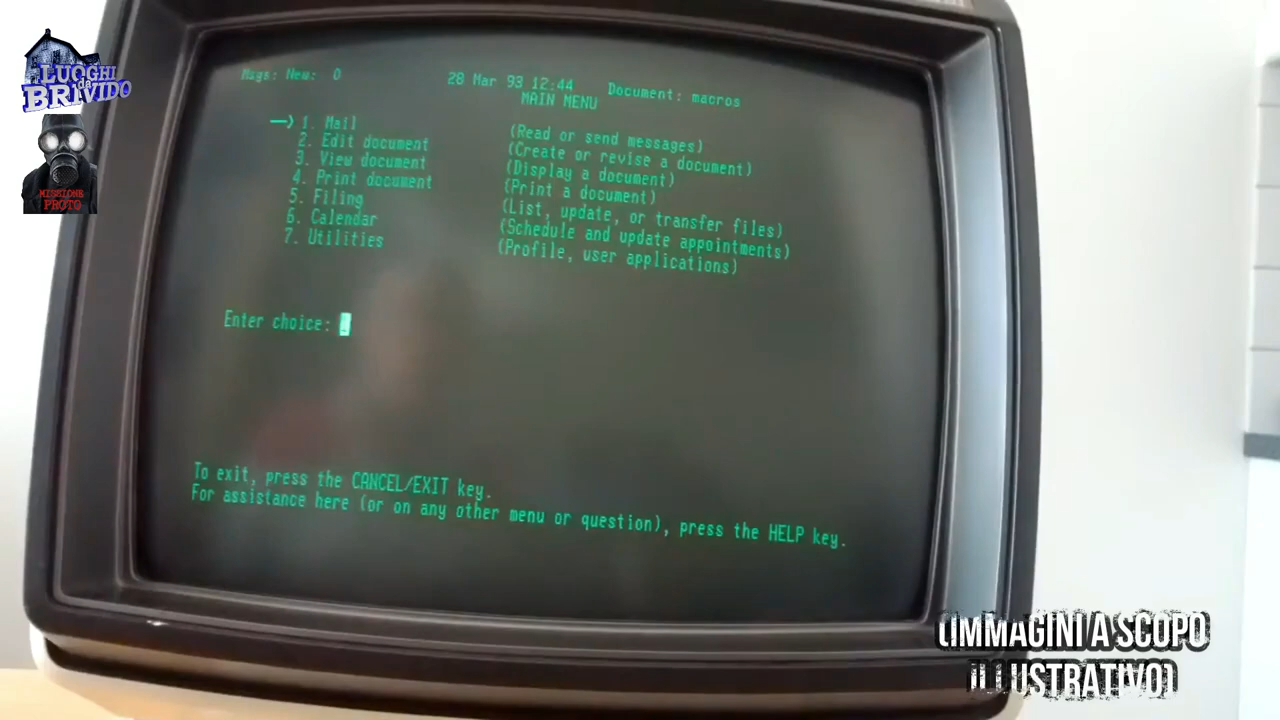 LUOGHI
da
BRIVIDO
MISSIONE
PROTO
Msgs: New: 0 28 Mar 93 12:44 Document: macros
MAIN MENU
1. Mail (Read or send messages)
2. Edit document (Create or revise a document)
3. View document (Display a document)
4. Print document (Print a document)
5. Filing (List, update, or transfer files)
6. Calendar (Schedule and update appointments)
7. Utilities (Profile, user applications)
Enter choice: 1
To exit, press the CANCEL/EXIT key.
For assistance here (or on any other menu or question), press the HELP key.
(IMMAGINI A SCOPO
ILLUSTRATIVO)